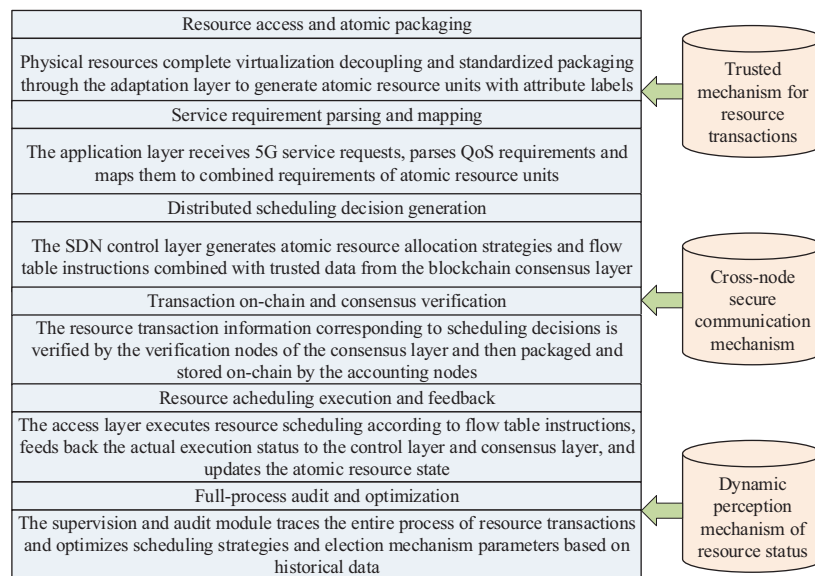 Resource access and atomic packaging
Physical resources complete virtualization decoupling and standardized packaging
through the adaptation layer to generate atomic resource units with attribute labels
Service requirement parsing and mapping
The application layer receives 5G service requests, parses QoS requirements and
maps them to combined requirements of atomic resource units
Distributed scheduling decision generation
The SDN control layer generates atomic resource allocation strategies and flow
table instructions combined with trusted data from the blockchain consensus layer
Transaction on-chain and consensus verification
The resource transaction information corresponding to scheduling decisions is
verified by the verification nodes of the consensus layer and then packaged and
stored on-chain by the accounting nodes
Resource acheduling execution and feedback
The access layer executes resource scheduling according to flow table instructions,
feeds back the actual execution status to the control layer and consensus layer, and
updates the atomic resource state
Full-process audit and optimization
The supervision and audit module traces the entire process of resource transactions
and optimizes scheduling strategies and election mechanism parameters based on
historical data
Trusted
mechanism for
resource
transactions
Cross-node
secure
communication
mechanism
Dynamic
perception
mechanism of
resource status